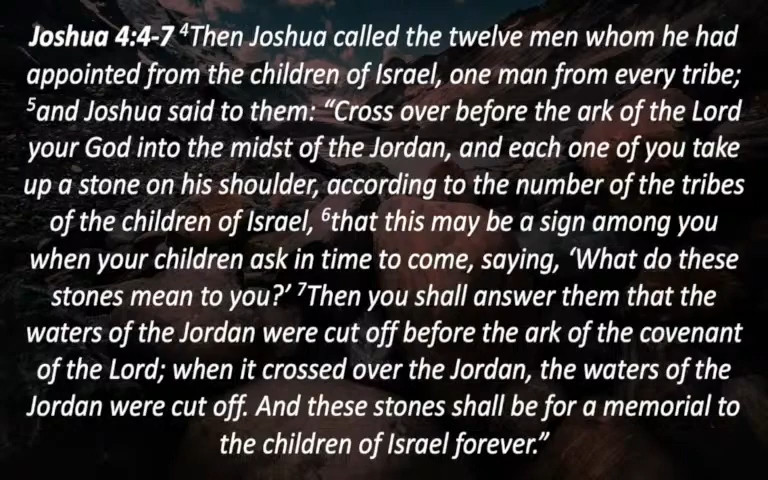 Joshua 4:4-7 ⁴Then Joshua called the twelve men whom he had
appointed from the children of Israel, one man from every tribe;
⁵and Joshua said to them: “Cross over before the ark of the Lord
your God into the midst of the Jordan, and each one of you take
up a stone on his shoulder, according to the number of the tribes
of the children of Israel, ⁶that this may be a sign among you
when your children ask in time to come, saying, ‘What do these
stones mean to you?’ ⁷Then you shall answer them that the
waters of the Jordan were cut off before the ark of the covenant
of the Lord; when it crossed over the Jordan, the waters of the
Jordan were cut off. And these stones shall be for a memorial to
the children of Israel forever.”